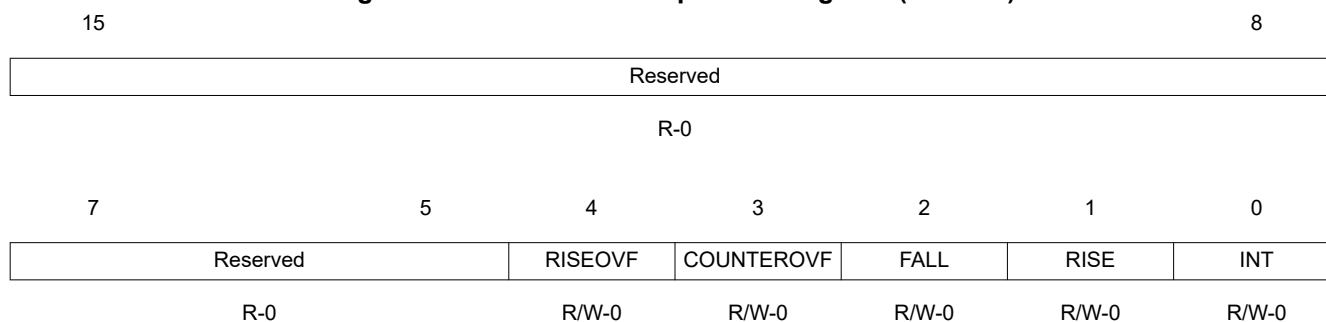 15 8
Reserved
R-0
7 5 4 3 2 1 0
Reserved RISEOVF COUNTEROVF FALL RISE INT
R-0 R/W-0 R/W-0 R/W-0 R/W-0 R/W-0